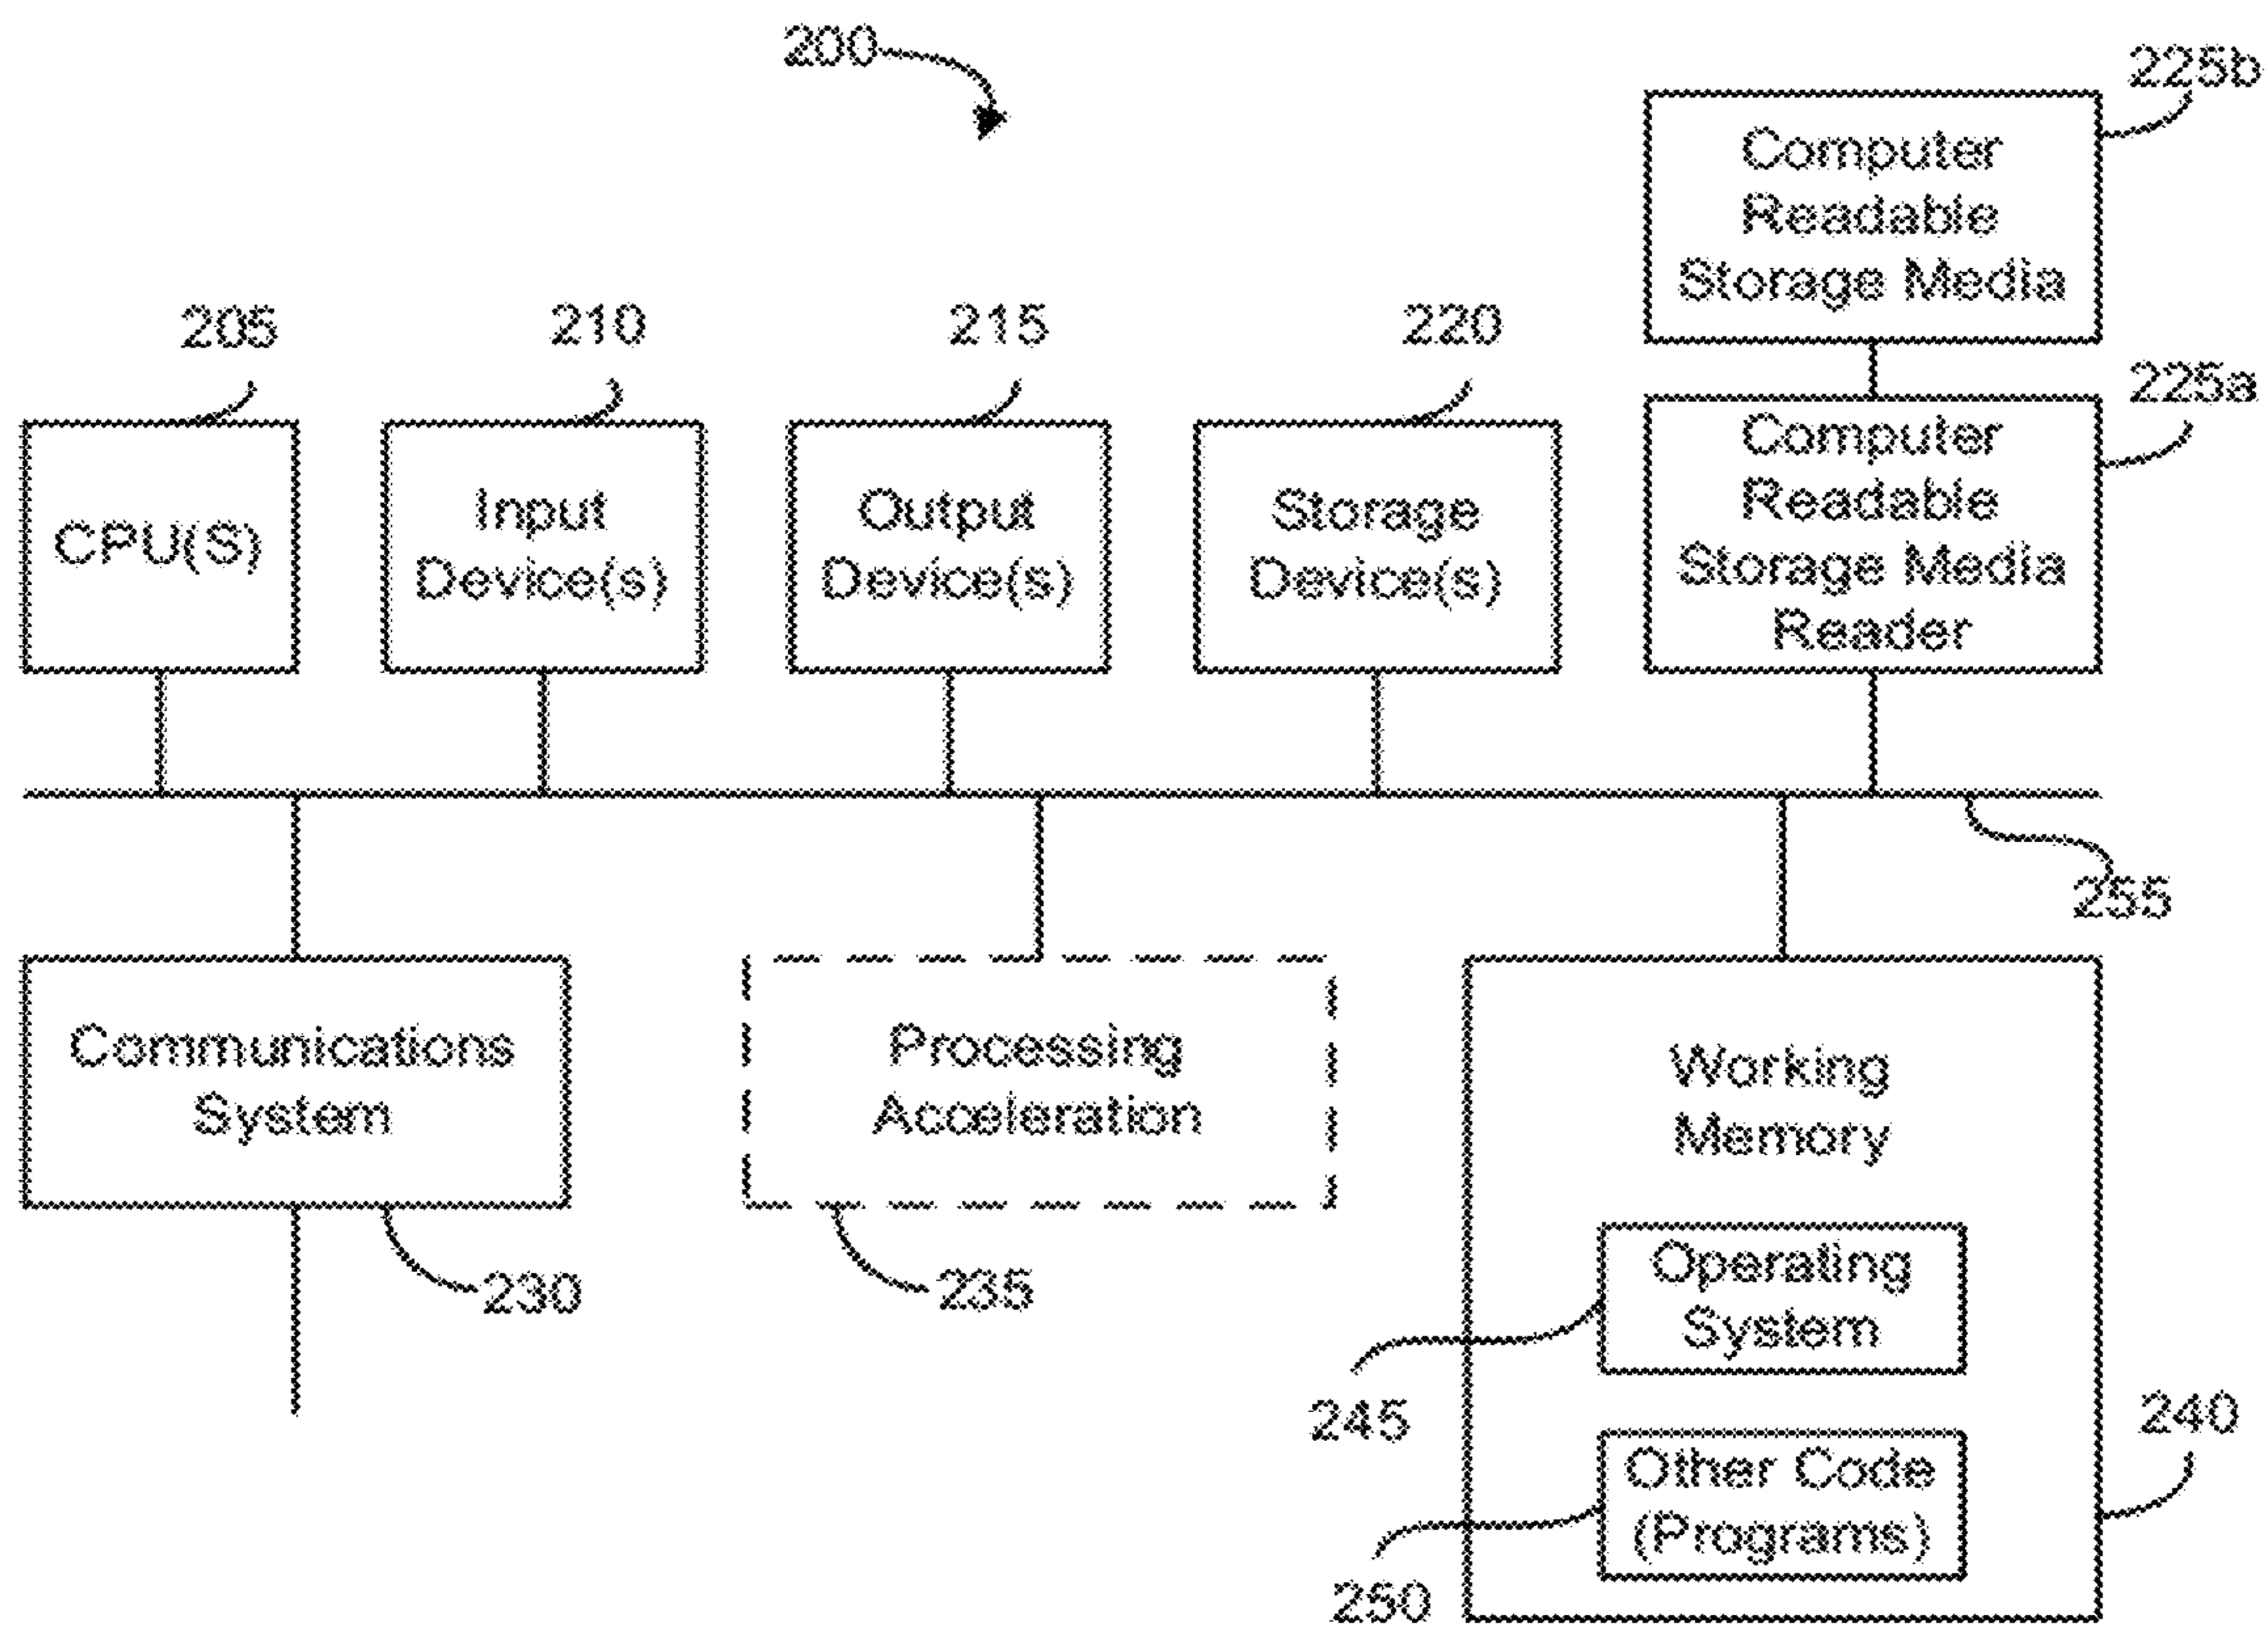 200
225b
Computer
Readable
Storage Media
205
210
215
220
225a
CPU(S)
Input
Device(s)
Output
Device(s)
Storage
Device(s)
Computer
Readable
Storage Media
Reader
255
Communications
System
Processing
Acceleration
Working
Memory
230
235
Operating
System
245
240
Other Code
(Programs)
250